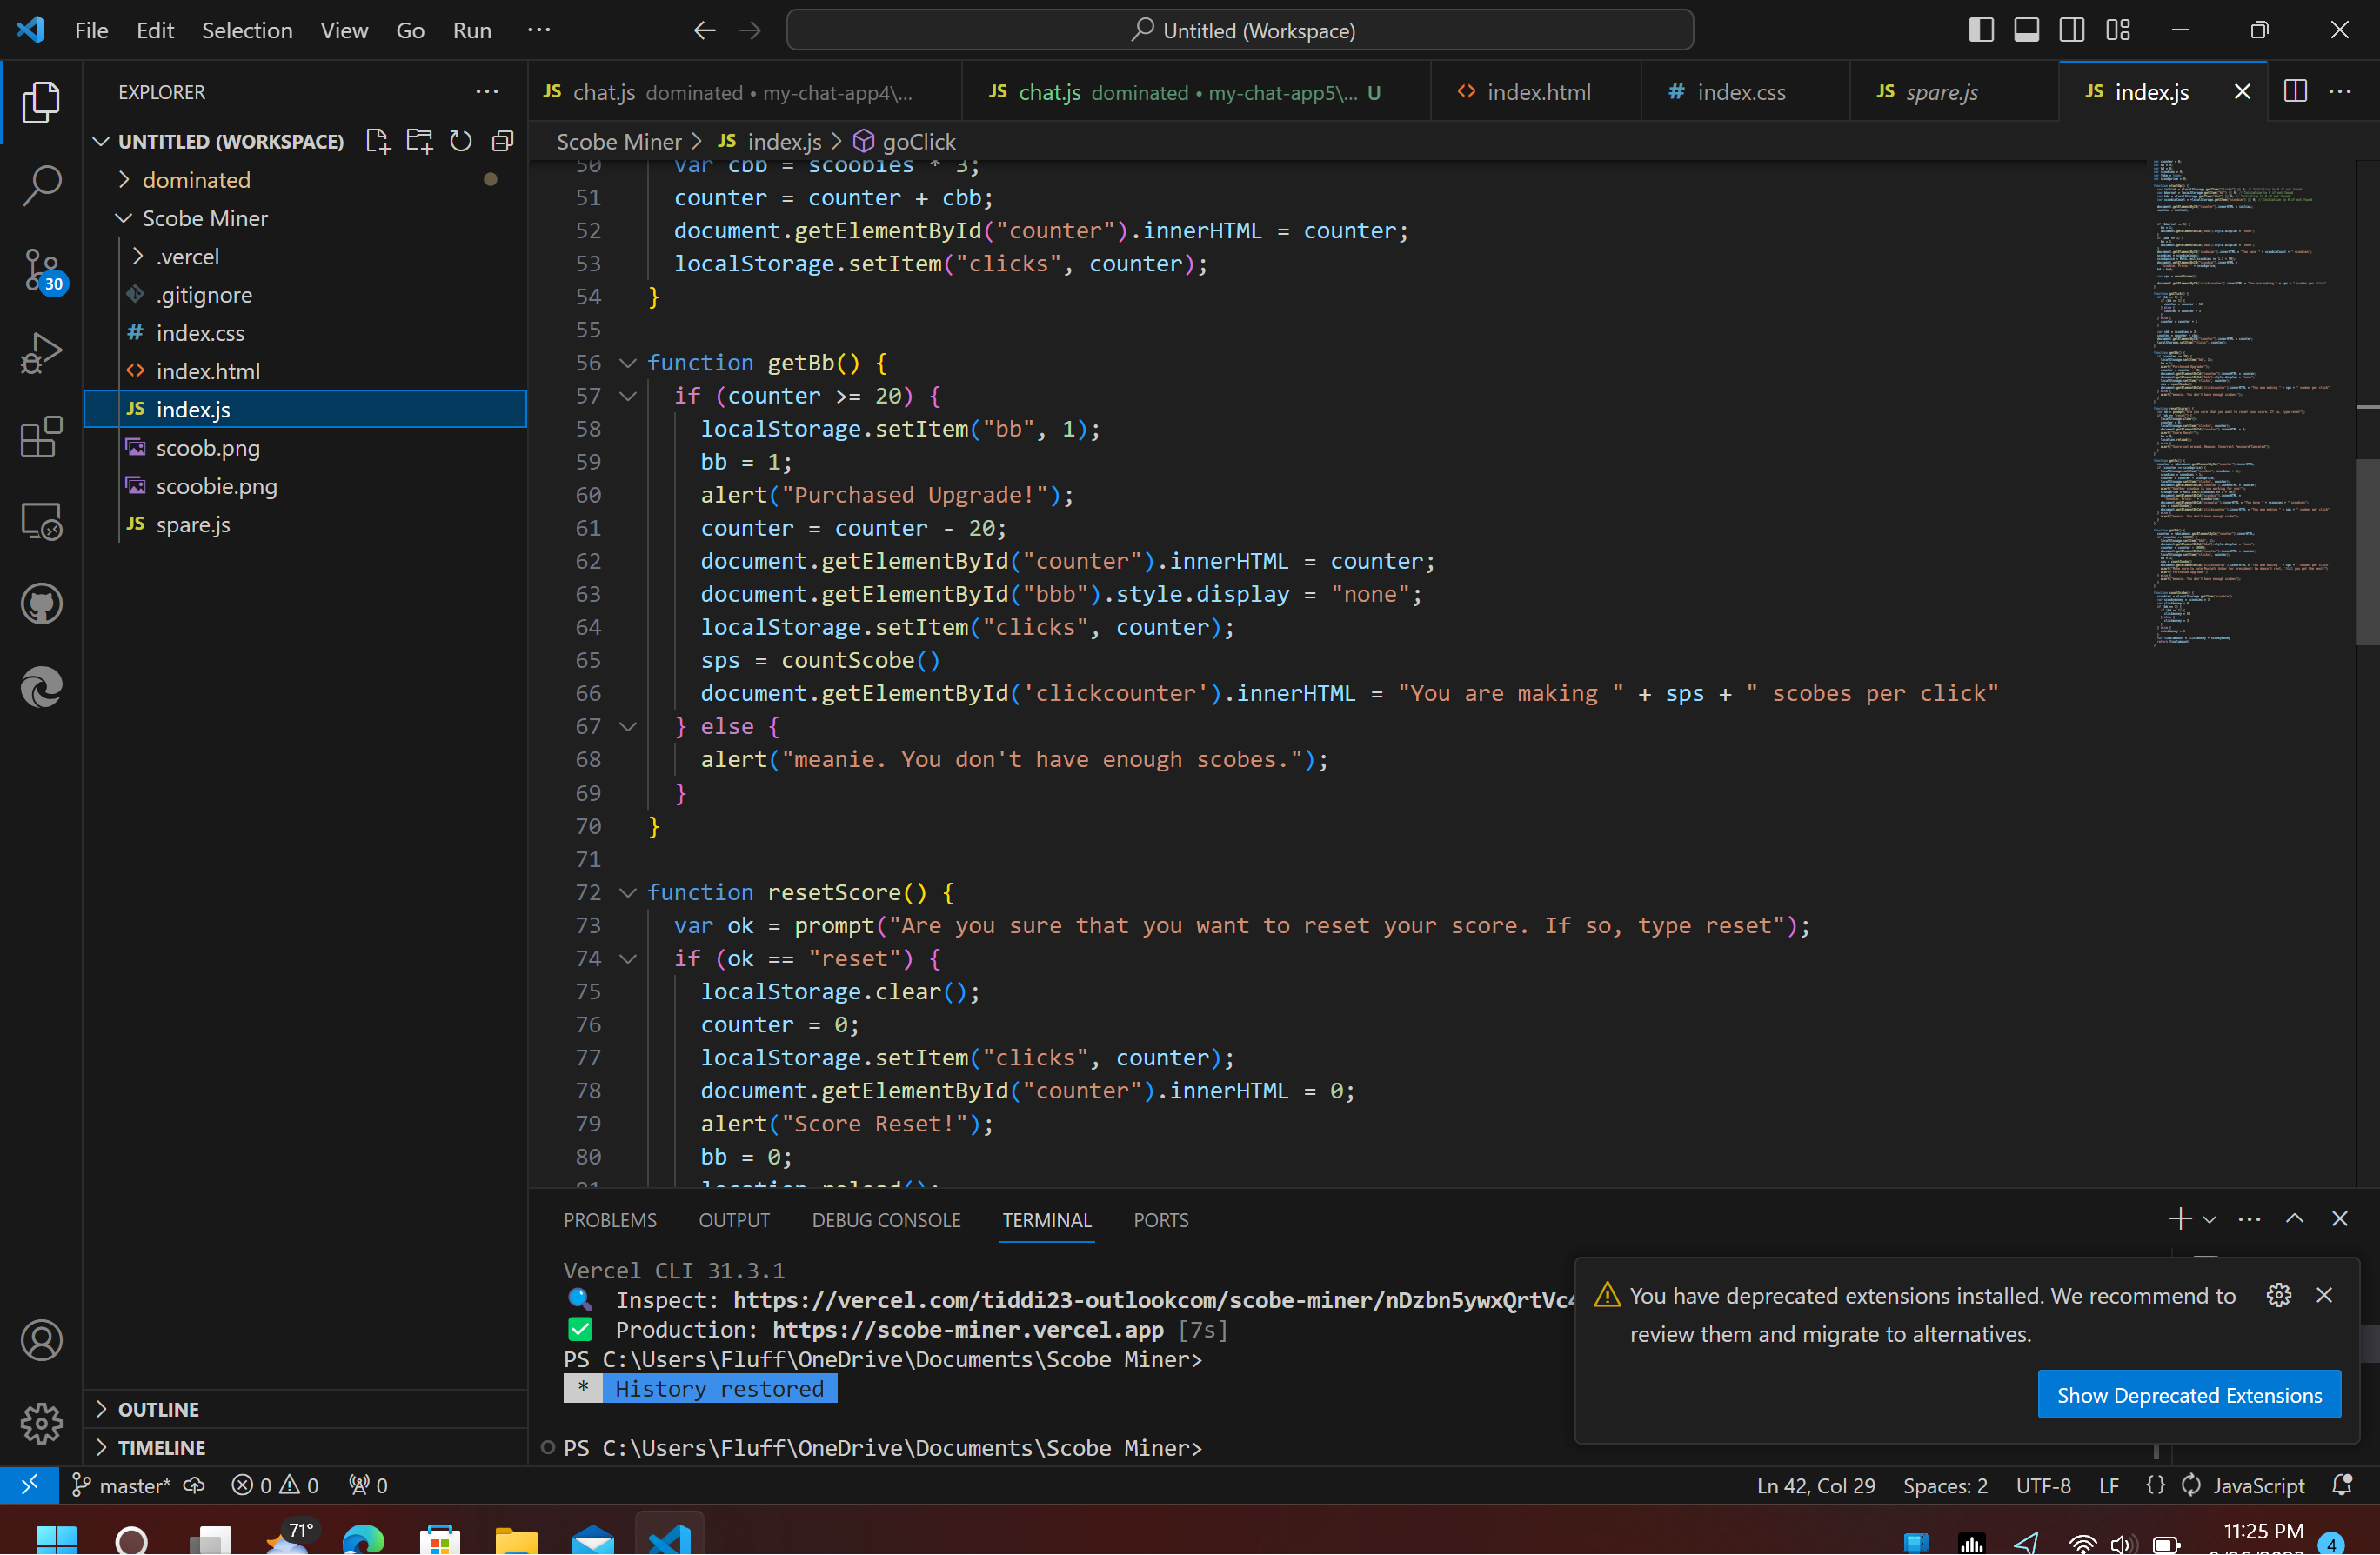 File Edit Selection View Go Run ··· Untitled (Workspace)
EXPLORER ···
UNTITLED (WORKSPACE)
dominated
Scobe Miner
.vercel
.gitignore
# index.css
<> index.html
JS index.js
scoob.png
scoobie.png
JS spare.js
OUTLINE
TIMELINE
30
JS chat.js dominated • my-chat-app4\... JS chat.js dominated • my-chat-app5\... U <> index.html # index.css JS spare.js JS index.js
Scobe Miner > JS index.js > goClick
50 var cbb = scoobies * 3;
51 counter = counter + cbb;
52 document.getElementById("counter").innerHTML = counter;
53 localStorage.setItem("clicks", counter);
54 }
55
56 function getBb() {
57 if (counter >= 20) {
58 localStorage.setItem("bb", 1);
59 bb = 1;
60 alert("Purchased Upgrade!");
61 counter = counter - 20;
62 document.getElementById("counter").innerHTML = counter;
63 document.getElementById("bbb").style.display = "none";
64 localStorage.setItem("clicks", counter);
65 sps = countScobe()
66 document.getElementById('clickcounter').innerHTML = "You are making " + sps + " scobes per click"
67 } else {
68 alert("meanie. You don't have enough scobes.");
69 }
70 }
71
72 function resetScore() {
73 var ok = prompt("Are you sure that you want to reset your score. If so, type reset");
74 if (ok == "reset") {
75 localStorage.clear();
76 counter = 0;
77 localStorage.setItem("clicks", counter);
78 document.getElementById("counter").innerHTML = 0;
79 alert("Score Reset!");
80 bb = 0;
81 location.reload();
PROBLEMS OUTPUT DEBUG CONSOLE TERMINAL PORTS
Vercel CLI 31.3.1
Inspect: https://vercel.com/tiddi23-outlookcom/scobe-miner/nDzbn5ywxQrtVc4
Production: https://scobe-miner.vercel.app [7s]
PS C:\Users\Fluff\OneDrive\Documents\Scobe Miner>
* History restored
PS C:\Users\Fluff\OneDrive\Documents\Scobe Miner>
You have deprecated extensions installed. We recommend to
review them and migrate to alternatives.
Show Deprecated Extensions
master* 0 0 0 Ln 42, Col 29 Spaces: 2 UTF-8 LF {} JavaScript
71° 11:25 PM 4